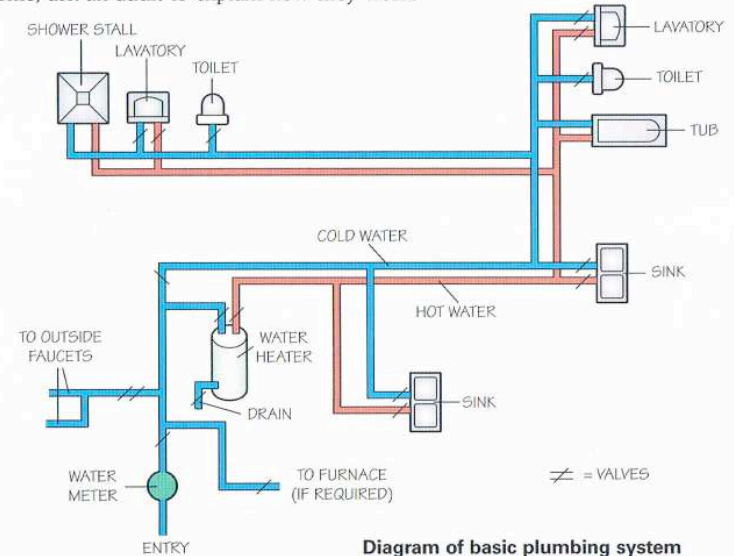 SHOWER STALL
LAVATORY
TOILET
LAVATORY
TOILET
TUB
COLD WATER
SINK
HOT WATER
TO OUTSIDE
FAUCETS
WATER
HEATER
DRAIN
SINK
WATER
METER
TO FURNACE
(IF REQUIRED)
= VALVES
ENTRY
Diagram of basic plumbing system